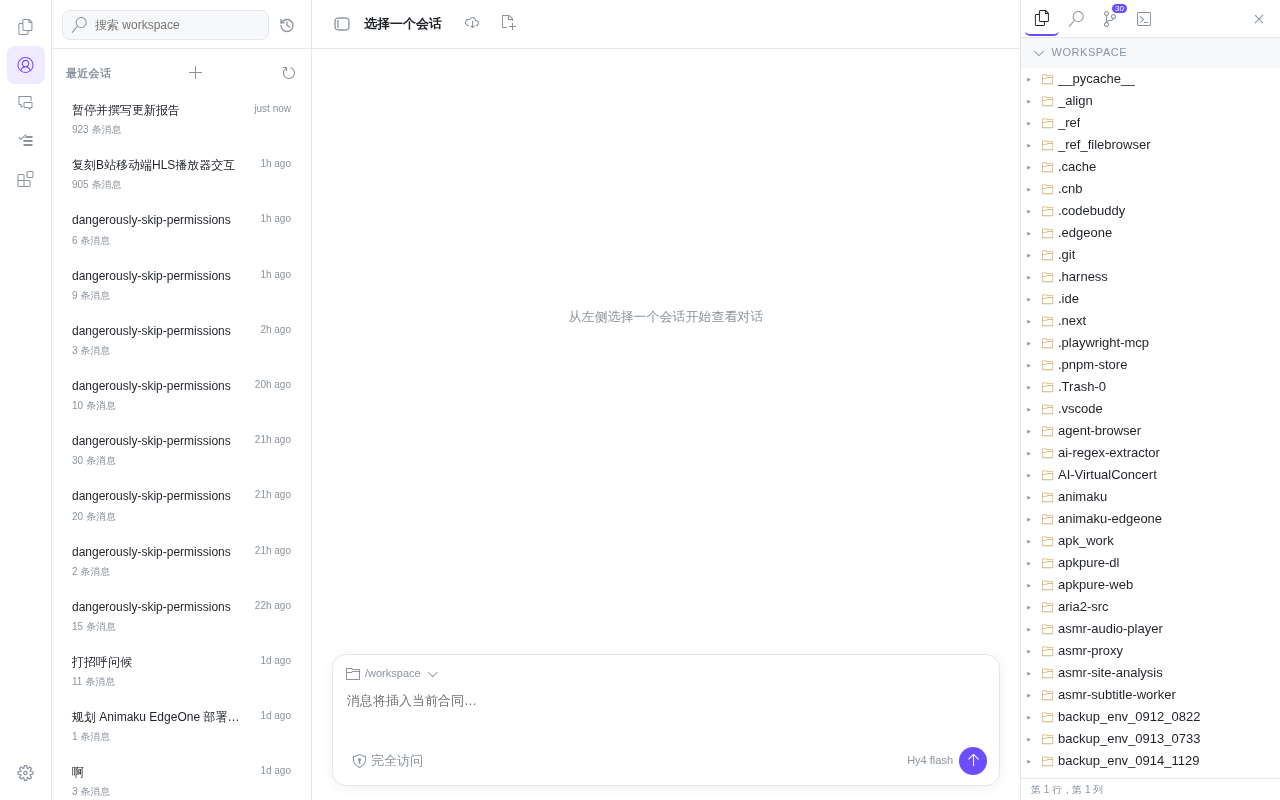 搜索 workspace
最近会话
暂停并撰写更新报告
just now
923 条消息
复刻B站移动端HLS播放器交互
1h ago
905 条消息
dangerously-skip-permissions
1h ago
6 条消息
dangerously-skip-permissions
1h ago
9 条消息
dangerously-skip-permissions
2h ago
3 条消息
dangerously-skip-permissions
20h ago
10 条消息
dangerously-skip-permissions
21h ago
30 条消息
dangerously-skip-permissions
21h ago
20 条消息
dangerously-skip-permissions
21h ago
2 条消息
dangerously-skip-permissions
22h ago
15 条消息
打招呼问候
1d ago
11 条消息
规划 Animaku EdgeOne 部署…
1d ago
1 条消息
啊
1d ago
3 条消息
选择一个会话
从左侧选择一个会话开始查看对话
/workspace
消息将插入当前合同…
完全访问
Hy4 flash
30
WORKSPACE
__pycache__
_align
_ref
_ref_filebrowser
.cache
.cnb
.codebuddy
.edgeone
.git
.harness
.ide
.next
.playwright-mcp
.pnpm-store
.Trash-0
.vscode
agent-browser
ai-regex-extractor
AI-VirtualConcert
animaku
animaku-edgeone
apk_work
apkpure-dl
apkpure-web
aria2-src
asmr-audio-player
asmr-proxy
asmr-site-analysis
asmr-subtitle-worker
backup_env_0912_0822
backup_env_0913_0733
backup_env_0914_1129
第 1 行，第 1 列